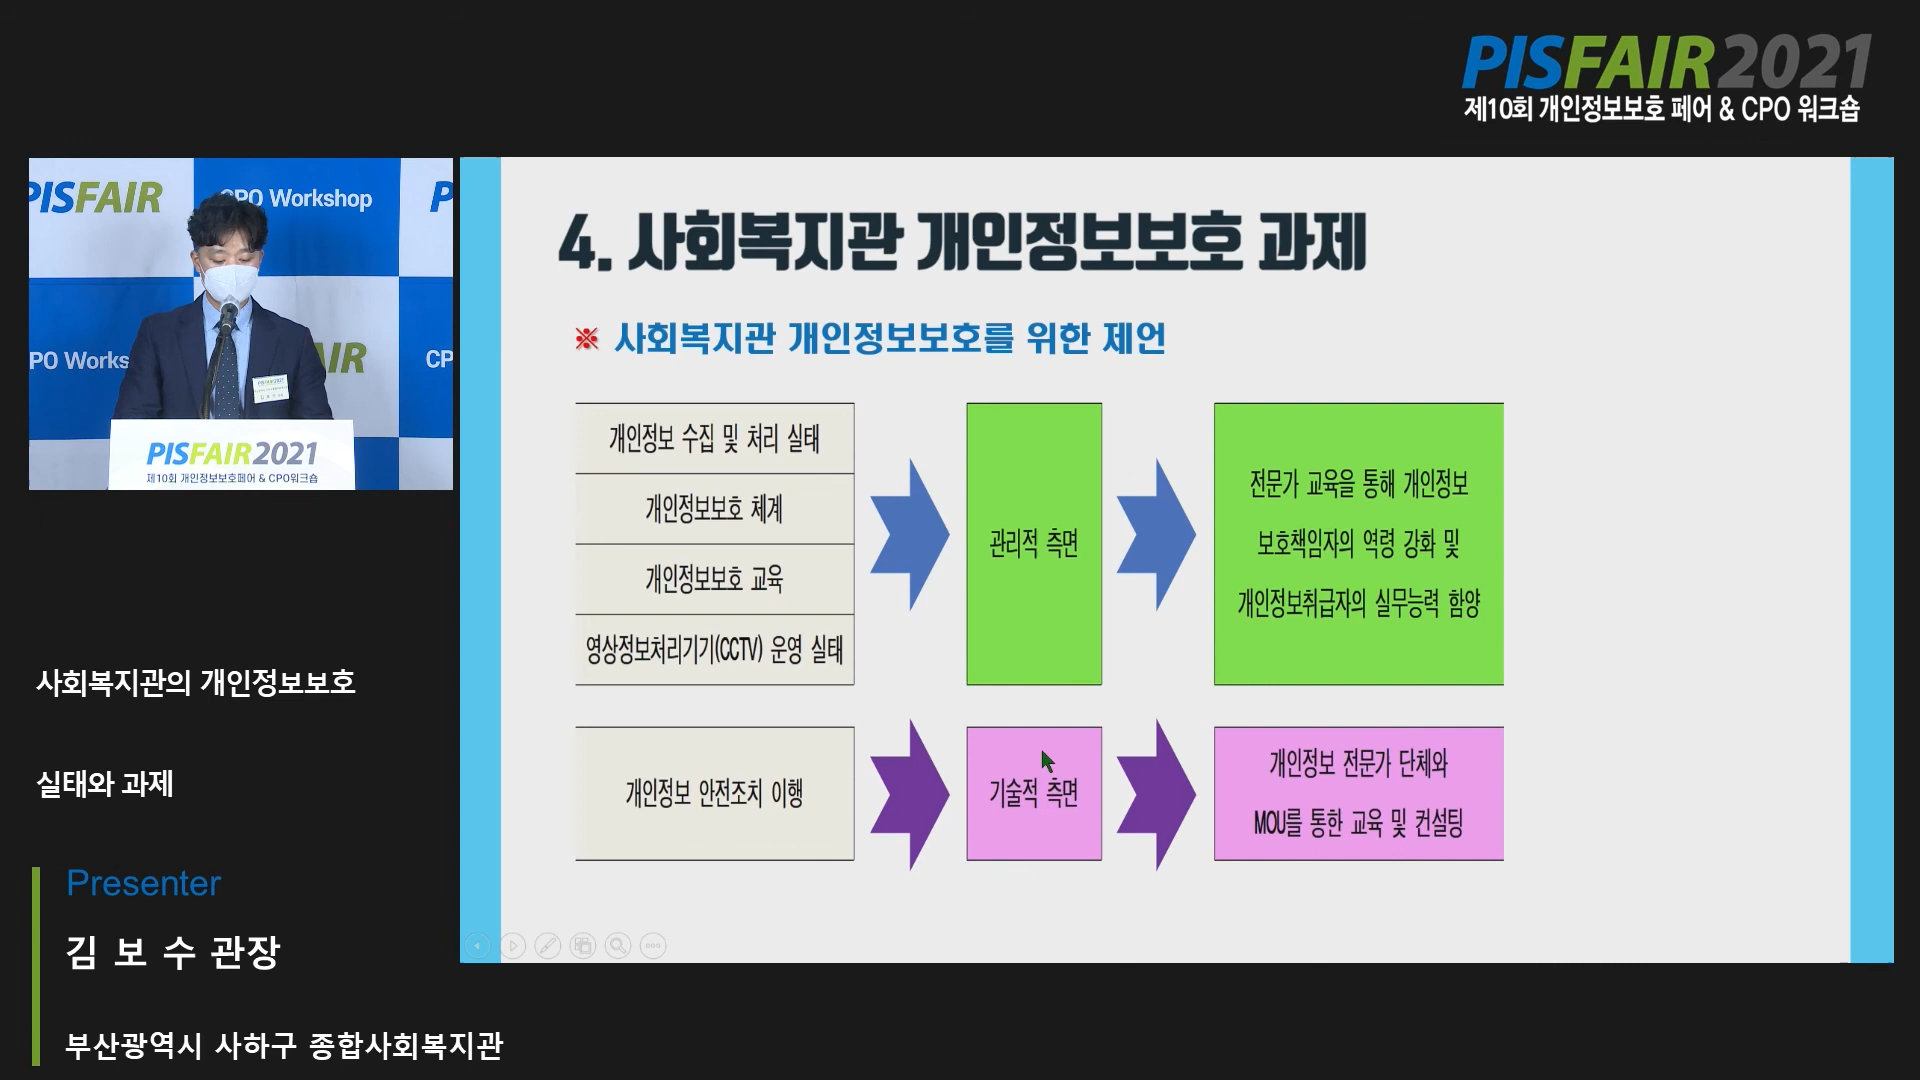 PISFAIR 2021
제10회 개인정보보호 페어 & CPO 워크숍
PISFAIR
CPO Workshop
P
PO Works
AIR
CP
PISFAIR 2021
제10회 개인정보보호페어 & CPO워크숍
4. 사회복지관 개인정보보호 과제
※ 사회복지관 개인정보보호를 위한 제언
개인정보 수집 및 처리 실태
개인정보보호 체계
개인정보보호 교육
영상정보처리기기(CCTV) 운영 실태
관리적 측면
전문가 교육을 통해 개인정보
보호책임자의 역령 강화 및
개인정보취급자의 실무능력 함양
개인정보 안전조치 이행
기술적 측면
개인정보 전문가 단체와
MOU를 통한 교육 및 컨설팅
사회복지관의 개인정보보호
실태와 과제
Presenter
김 보 수 관장
부산광역시 사하구 종합사회복지관